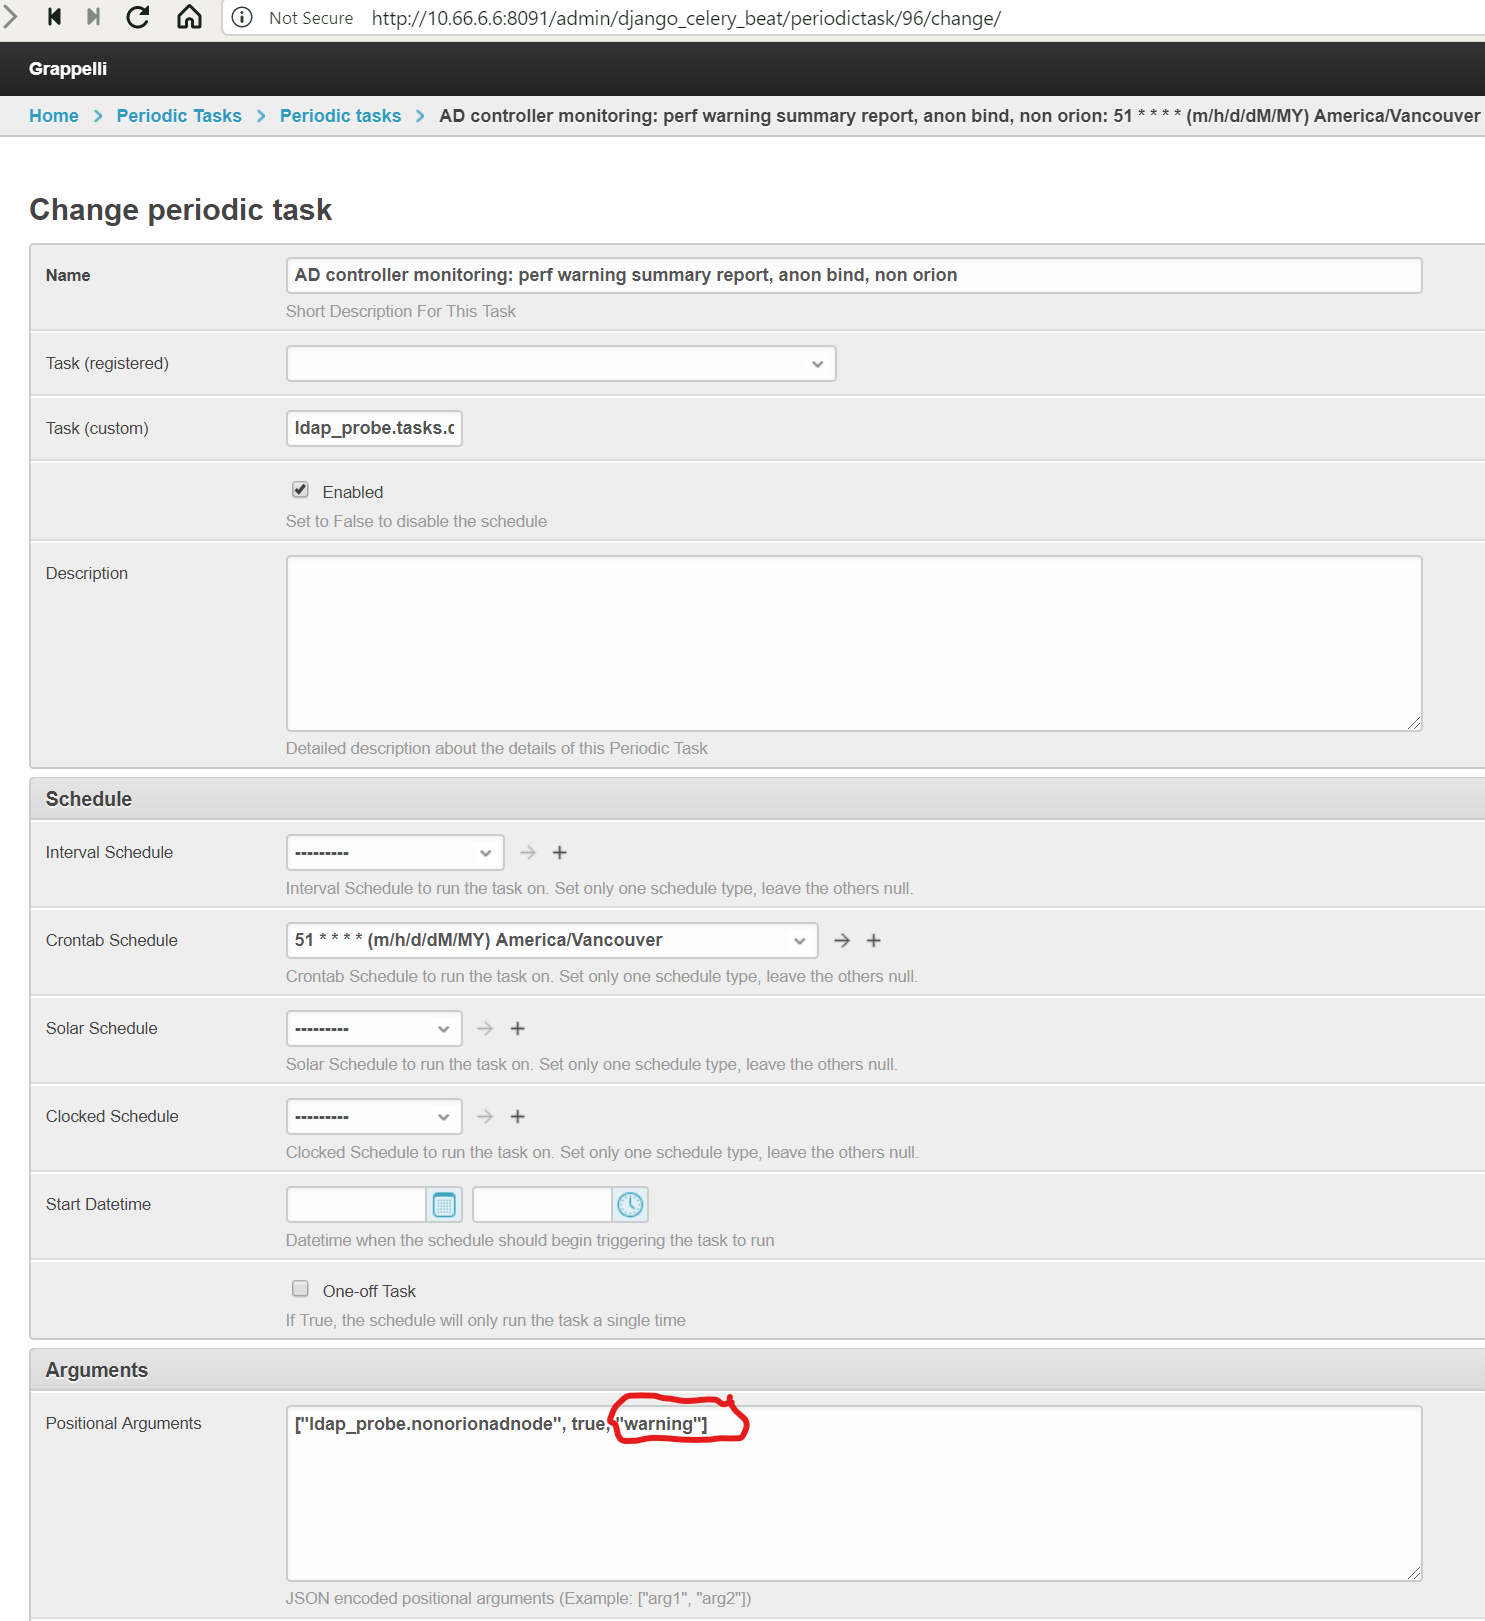 Not Secure http://10.66.6.6:8091/admin/django_celery_beat/periodictask/96/change/
Grappelli
Home > Periodic Tasks > Periodic tasks > AD controller monitoring: perf warning summary report, anon bind, non orion: 51 * * * * (m/h/d/dM/MY) America/Vancouver
Change periodic task
Name AD controller monitoring: perf warning summary report, anon bind, non orion
Short Description For This Task
Task (registered)
Task (custom) ldap_probe.tasks.c
Enabled
Set to False to disable the schedule
Description
Detailed description about the details of this Periodic Task
Schedule
Interval Schedule ---------
Interval Schedule to run the task on. Set only one schedule type, leave the others null.
Crontab Schedule 51 * * * * (m/h/d/dM/MY) America/Vancouver
Crontab Schedule to run the task on. Set only one schedule type, leave the others null.
Solar Schedule ---------
Solar Schedule to run the task on. Set only one schedule type, leave the others null.
Clocked Schedule ---------
Clocked Schedule to run the task on. Set only one schedule type, leave the others null.
Start Datetime
Datetime when the schedule should begin triggering the task to run
One-off Task
If True, the schedule will only run the task a single time
Arguments
Positional Arguments ["ldap_probe.nonorionadnode", true, "warning"]
JSON encoded positional arguments (Example: ["arg1", "arg2"])